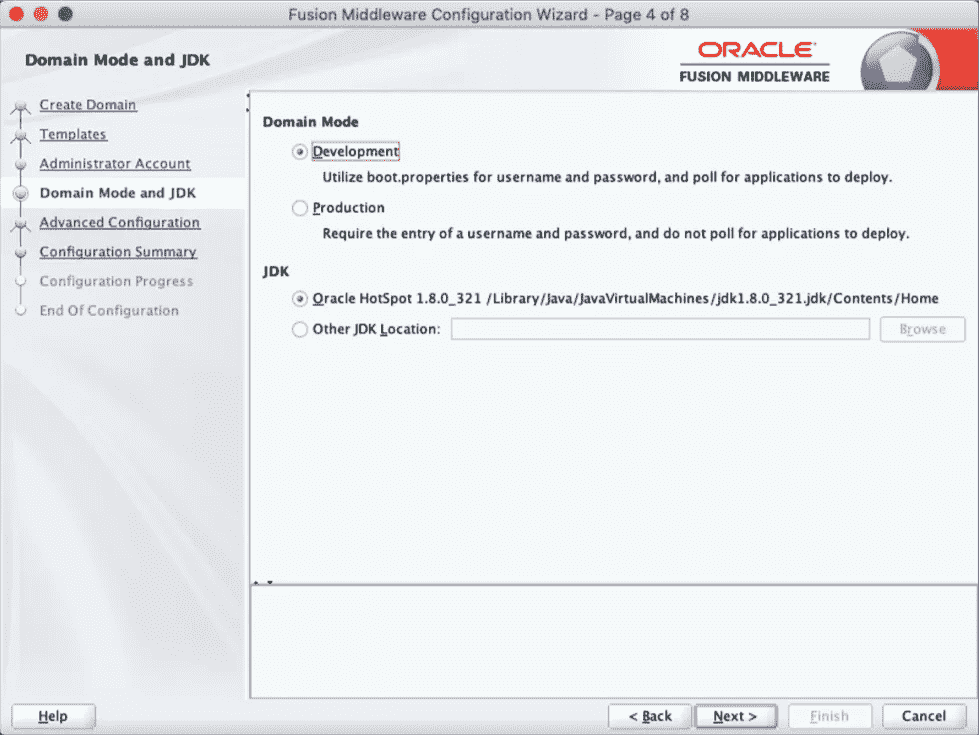 Fusion Middleware Configuration Wizard - Page 4 of 8
Domain Mode and JDK
ORACLE
FUSION MIDDLEWARE
Create Domain
Templates
Administrator Account
Domain Mode and JDK
Advanced Configuration
Configuration Summary
Configuration Progress
End Of Configuration
Domain Mode
Development
Utilize boot.properties for username and password, and poll for applications to deploy.
Production
Require the entry of a username and password, and do not poll for applications to deploy.
JDK
Oracle HotSpot 1.8.0_321 /Library/Java/JavaVirtualMachines/jdk1.8.0_321.jdk/Contents/Home
Other JDK Location:
Browse
Help
< Back
Next >
Finish
Cancel